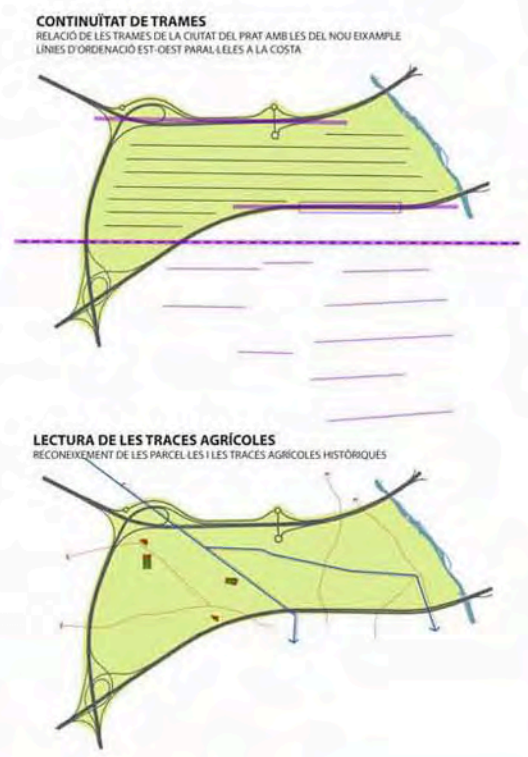 CONTINUÏTAT DE TRAMES
RELACIÓ DE LES TRAMES DE LA CIUTAT DEL PRAT AMB LES DEL NOU EIXAMPLE
LÍNIES D'ORDENACIÓ EST-OEST PARAL·LELES A LA COSTA
LECTURA DE LES TRACES AGRÍCOLES
RECONEIXEMENT DE LES PARCEL·LES I LES TRACES AGRÍCOLES HISTÒRIQUES